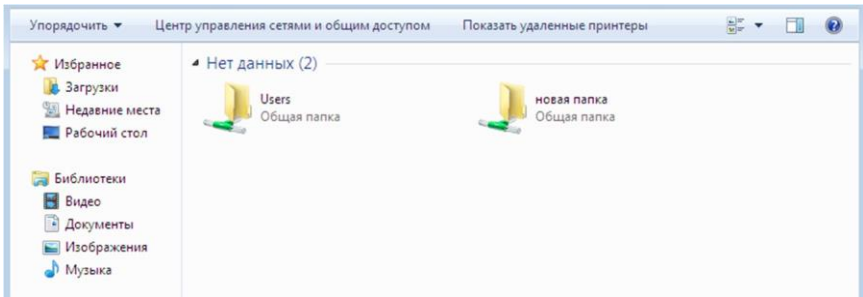 Упорядочить Центр управления сетями и общим доступом Показать удаленные принтеры
Избранное
Загрузки
Недавние места
Рабочий стол
Библиотеки
Видео
Документы
Изображения
Музыка
Нет данных (2)
Users
Общая папка
новая папка
Общая папка